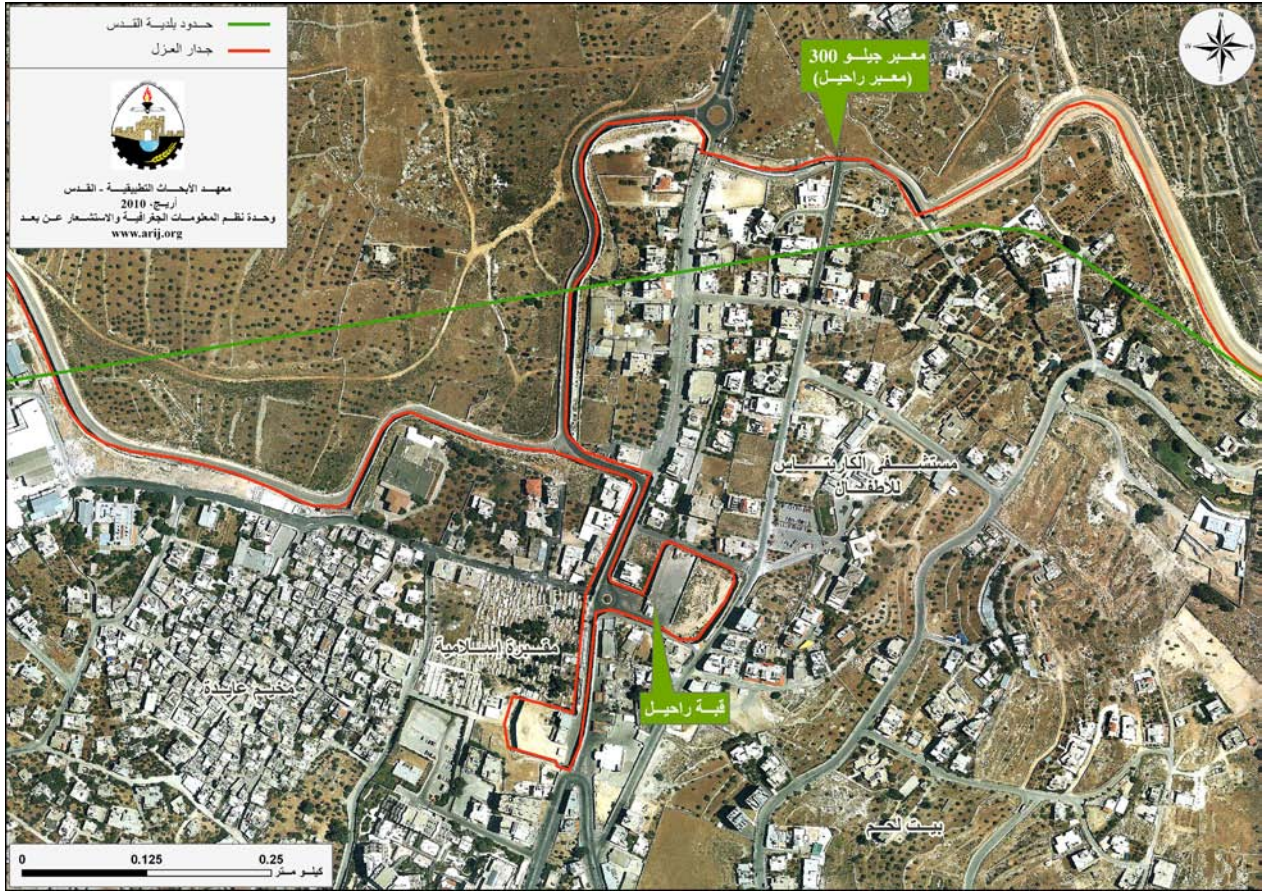 حدود بلدية القدس
جدار العزل
معهد الأبحاث التطبيقية - القدس
أريج- 2010
وحدة نظم المعلومات الجغرافية والاستشعار عن بعد
www.arij.org
معبر جيلو 300
(معبر راحيل)
N
W
E
S
مستشفى الكاريتاس
للأطفال
مقبرة إسلامية
مخيم عايدة
قبة راحيل
بيت لحم
0 0.125 0.25
كيلو متر